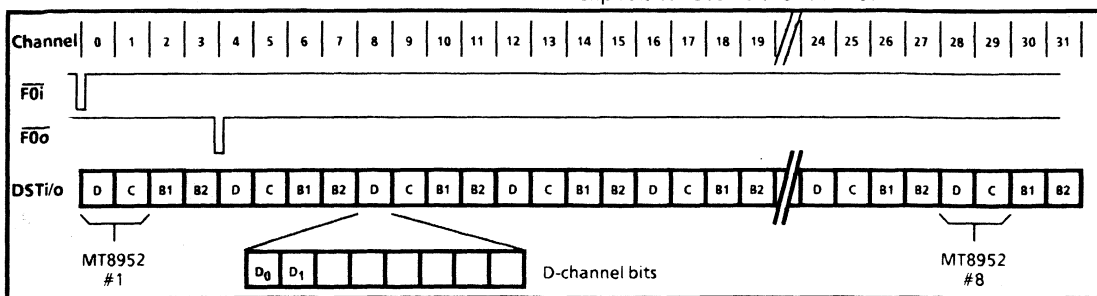 Channel 0 1 2 3 4 5 6 7 8 9 10 11 12 13 14 15 16 17 18 19 24 25 26 27 28 29 30 31
F0i
F0o
DSTi/o D C B1 B2 D C B1 B2 D C B1 B2 D C B1 B2 D C B1 B2 D C B1 B2 D C B1 B2
MT8952
#1
D0 D1
D-channel bits
MT8952
#8